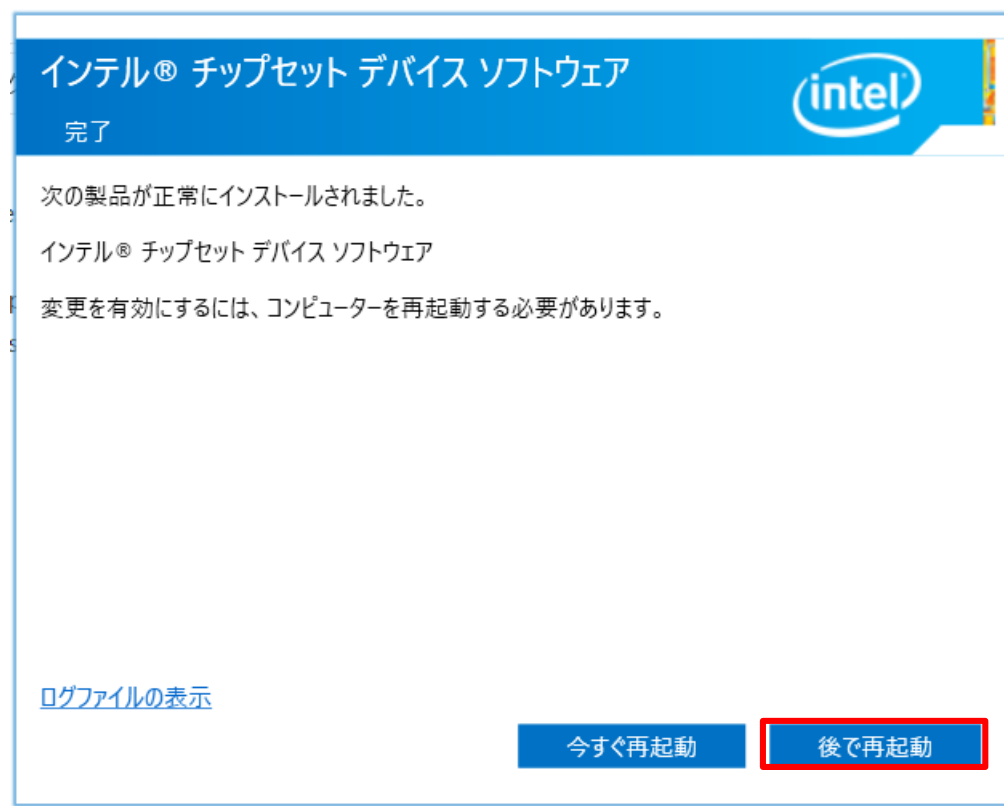 インテル® チップセット デバイス ソフトウェア
intel
完了
次の製品が正常にインストールされました。
インテル® チップセット デバイス ソフトウェア
変更を有効にするには、コンピューターを再起動する必要があります。
ログファイルの表示
今すぐ再起動
後で再起動